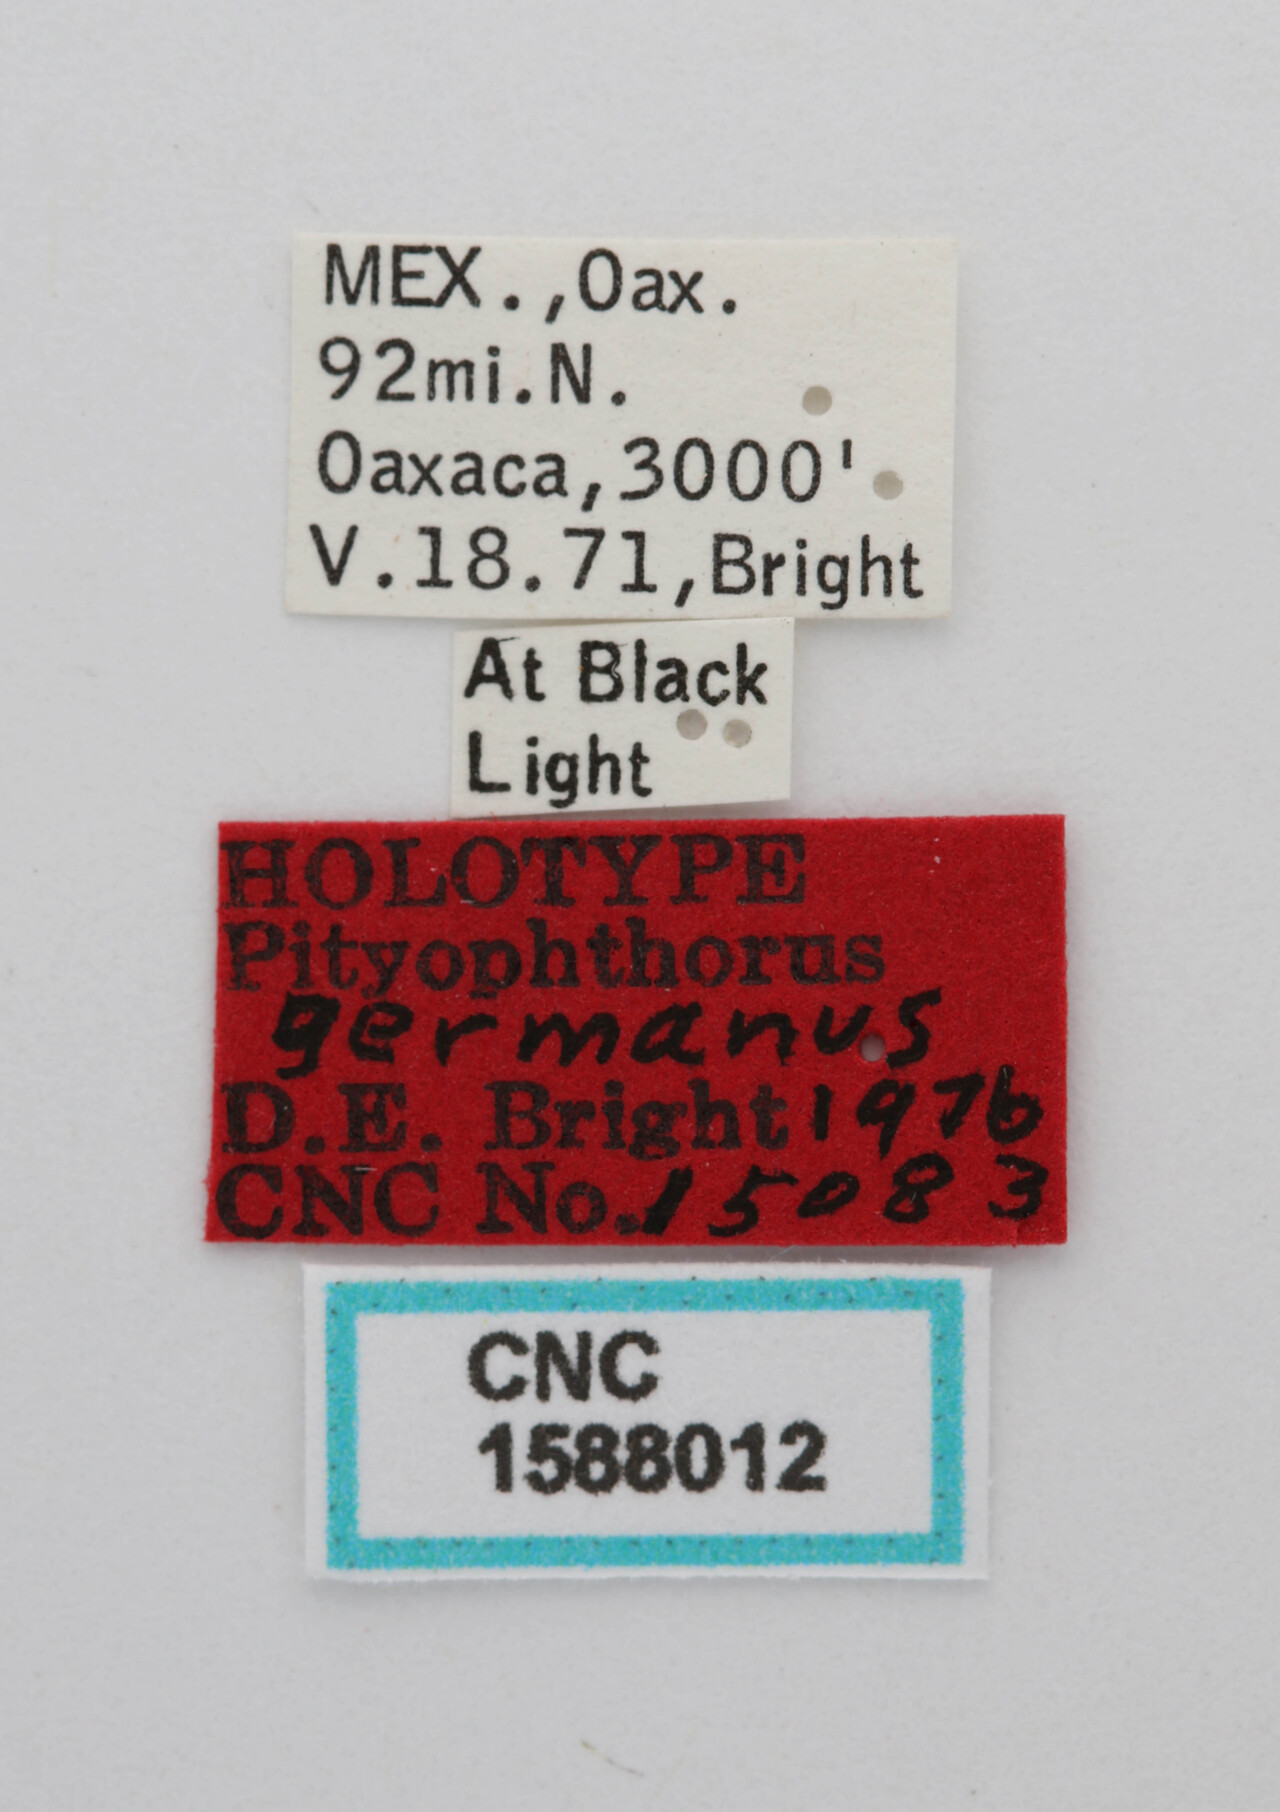 MEX.,Oax.
92mi.N.
Oaxaca,3000'
V.18.71,Bright
At Black
Light
HOLOTYPE
Pityophthorus
germanus
D.E. Bright 1976
CNC No. 15083
CNC
1588012